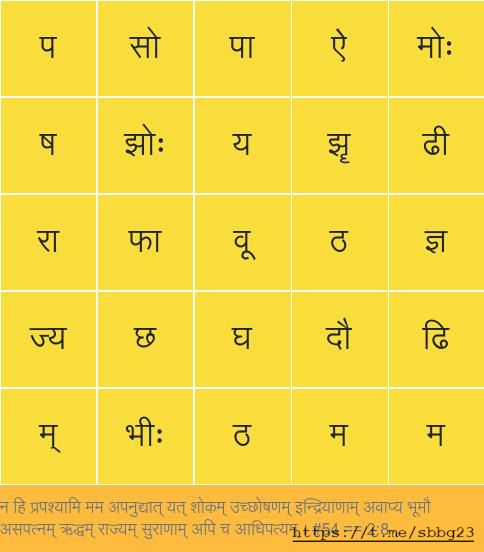 प सो पा ऐ मोः
ष झोः य झॄ ढी
रा फा वू ठ ज्ञ
ज्य छ घ दौ ढि
म् भीः ठ म म
न हि प्रपश्यामि मम अपनुद्यात् यत् शोकम् उच्छोषणम् इन्द्रियाणाम् अवाप्य भूमौ
असपत्नम् ऋद्धम् राज्यम् सुराणाम् अपि च आधिपत्यम् #54 == 2:8
https://t.me/sbbg23